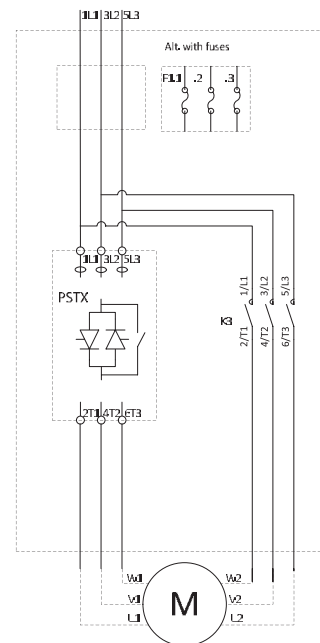 1L1 3L2 5L3
Alt. with fuses
F1.1 .2 .3
1L1 3L2 5L3
PSTX
1/L1 3/L2 5/L3
K3
2/T1 4/T2 6/T3
2T1 4T2 6T3
W1 W2
V1 V2
U1 U2
M